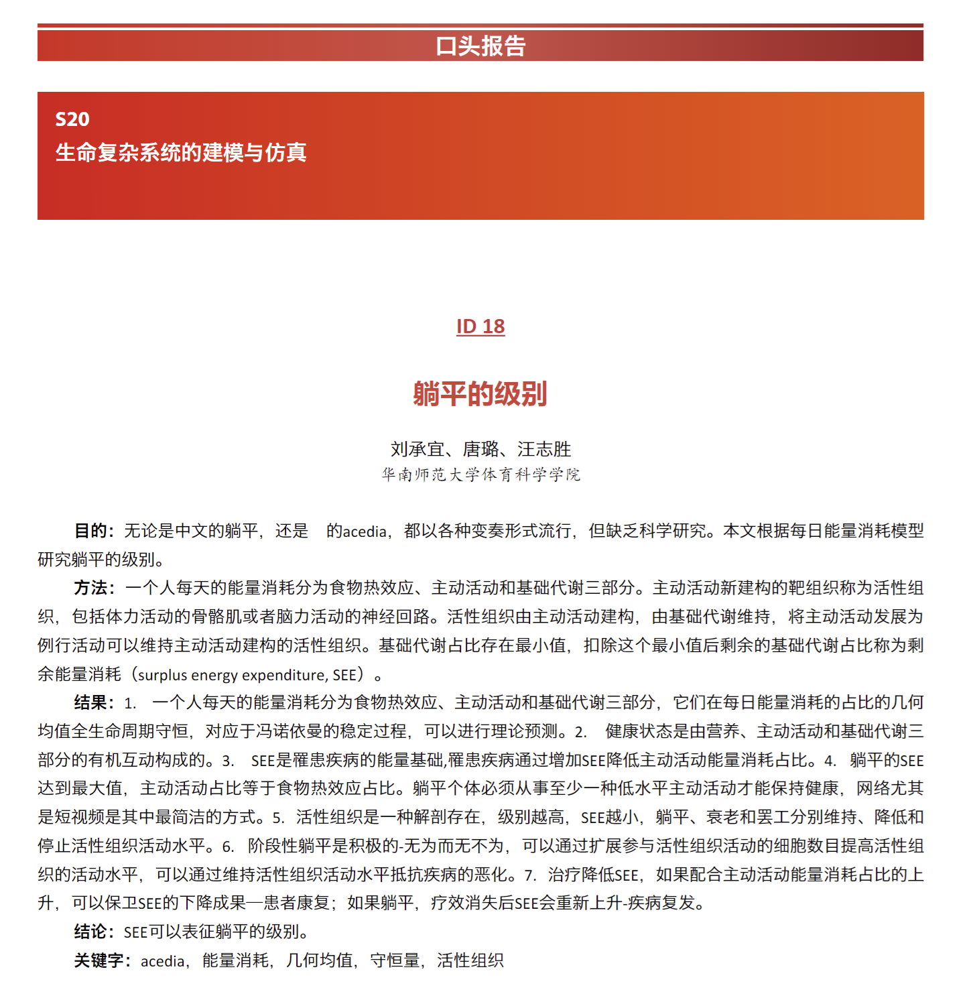 口头报告
S20
生命复杂系统的建模与仿真
ID 18
躺平的级别
刘承宜、唐璐、汪志胜
华南师范大学体育科学学院
目的：无论是中文的躺平，还是 的acedia，都以各种变奏形式流行，但缺乏科学研究。本文根据每日能量消耗模型
研究躺平的级别。
方法：一个人每天的能量消耗分为食物热效应、主动活动和基础代谢三部分。主动活动新建构的靶组织称为活性组
织，包括体力活动的骨骼肌或者脑力活动的神经回路。活性组织由主动活动建构，由基础代谢维持，将主动活动发展为
例行活动可以维持主动活动建构的活性组织。基础代谢占比存在最小值，扣除这个最小值后剩余的基础代谢占比称为剩
余能量消耗（surplus energy expenditure, SEE）。
结果：1. 一个人每天的能量消耗分为食物热效应、主动活动和基础代谢三部分，它们在每日能量消耗的占比的几何
均值全生命周期守恒，对应于冯诺依曼的稳定过程，可以进行理论预测。2. 健康状态是由营养、主动活动和基础代谢三
部分的有机互动构成的。3. SEE是罹患疾病的能量基础,罹患疾病通过增加SEE降低主动活动能量消耗占比。4. 躺平的SEE
达到最大值，主动活动占比等于食物热效应占比。躺平个体必须从事至少一种低水平主动活动才能保持健康，网络尤其
是短视频是其中最简洁的方式。5. 活性组织是一种解剖存在，级别越高，SEE越小，躺平、衰老和罢工分别维持、降低和
停止活性组织活动水平。6. 阶段性躺平是积极的-无为而无不为，可以通过扩展参与活性组织活动的细胞数目提高活性组
织的活动水平，可以通过维持活性组织活动水平抵抗疾病的恶化。7. 治疗降低SEE，如果配合主动活动能量消耗占比的上
升，可以保卫SEE的下降成果—患者康复；如果躺平，疗效消失后SEE会重新上升-疾病复发。
结论：SEE可以表征躺平的级别。
关键字：acedia，能量消耗，几何均值，守恒量，活性组织